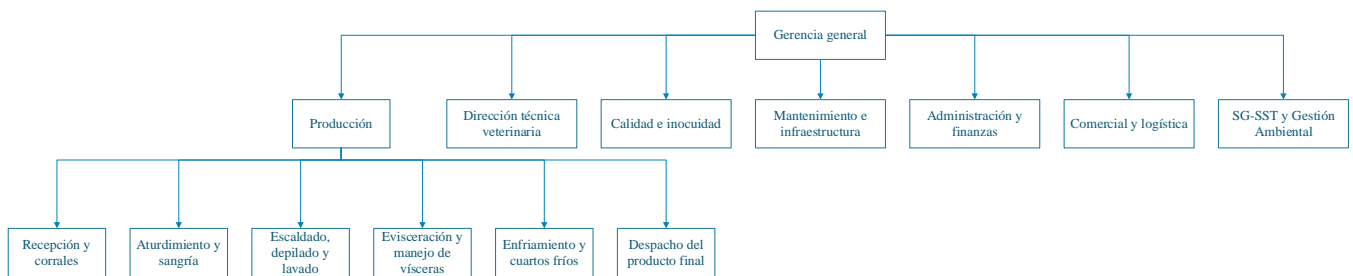 Gerencia general
Producción
Dirección técnica
veterinaria
Calidad e inocuidad
Mantenimiento e
infraestructura
Administración y
finanzas
Comercial y logística
SG-SST y Gestión
Ambiental
Recepción y
corrales
Aturdimiento y
sangría
Escaldado,
depilado y
lavado
Evisceración y
manejo de
vísceras
Enfriamiento y
cuartos fríos
Despacho del
producto final